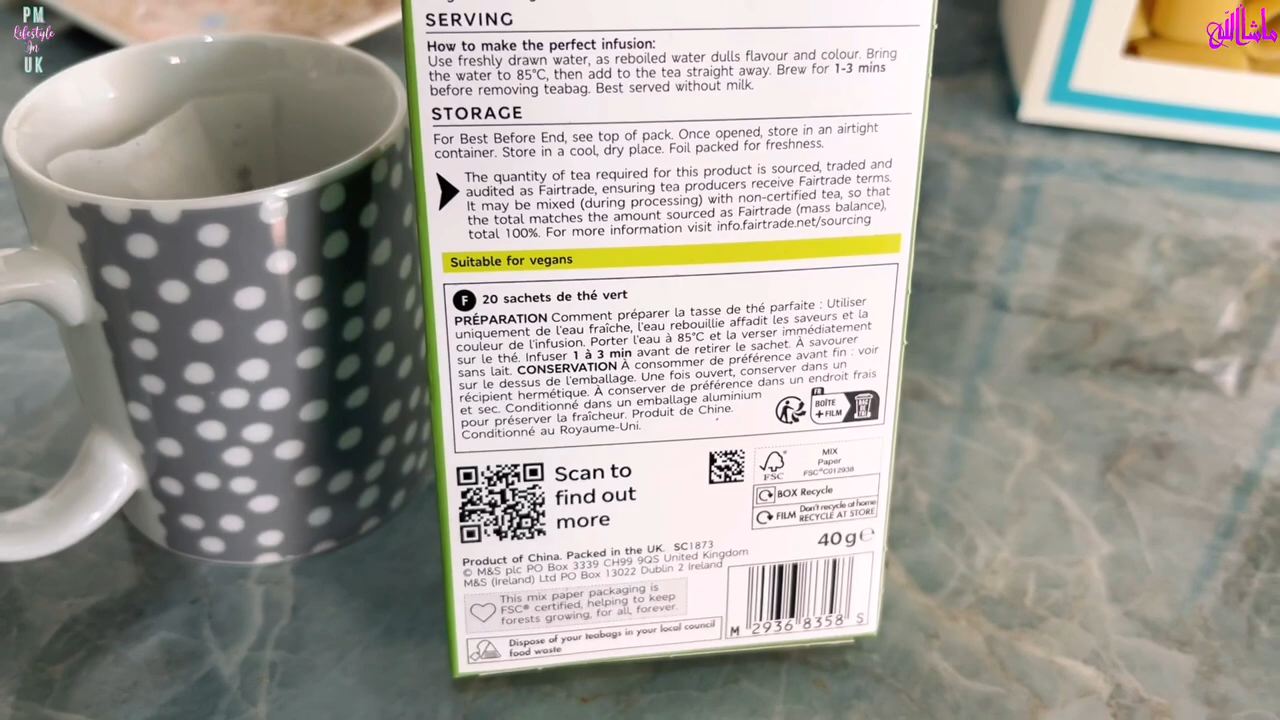 PM
Lifestyle
In
UK
ماشاالله
SERVING
How to make the perfect infusion:
Use freshly drawn water, as reboiled water dulls flavour and colour. Bring
the water to 85°C, then add to the tea straight away. Brew for 1-3 mins
before removing teabag. Best served without milk.
STORAGE
For Best Before End, see top of pack. Once opened, store in an airtight
container. Store in a cool, dry place. Foil packed for freshness.
The quantity of tea required for this product is sourced, traded and
audited as Fairtrade, ensuring tea producers receive Fairtrade terms.
It may be mixed (during processing) with non-certified tea, so that
the total matches the amount sourced as Fairtrade (mass balance),
total 100%. For more information visit info.fairtrade.net/sourcing
Suitable for vegans
F 20 sachets de thé vert
PRÉPARATION Comment préparer la tasse de thé parfaite : Utiliser
uniquement de l'eau fraîche, l'eau rebouillie affadit les saveurs et la
couleur de l'infusion. Porter l'eau à 85°C et la verser immédiatement
sur le thé. Infuser 1 à 3 min avant de retirer le sachet. À savourer
sans lait. CONSERVATION À consommer de préférence avant fin : voir
sur le dessus de l'emballage. Une fois ouvert, conserver dans un
récipient hermétique. À conserver de préférence dans un endroit frais
et sec. Conditionné dans un emballage aluminium
pour préserver la fraîcheur. Produit de Chine.
Conditionné au Royaume-Uni.
FR
BOÎTE
+ FILM
BAC
DE TRI
Scan to
find out
more
FSC
MIX
Paper
FSC® C012938
BOX Recycle
FILM Don't recycle at home
RECYCLE AT STORE
40g℮
Product of China. Packed in the UK. SC1873
© M&S plc PO Box 3339 CH99 9QS United Kingdom
M&S (Ireland) Ltd PO Box 13022 Dublin 2 Ireland
This mix paper packaging is
FSC® certified, helping to keep
forests growing, for all, forever.
Dispose of your teabags in your local council
food waste
M 2936 8358 S